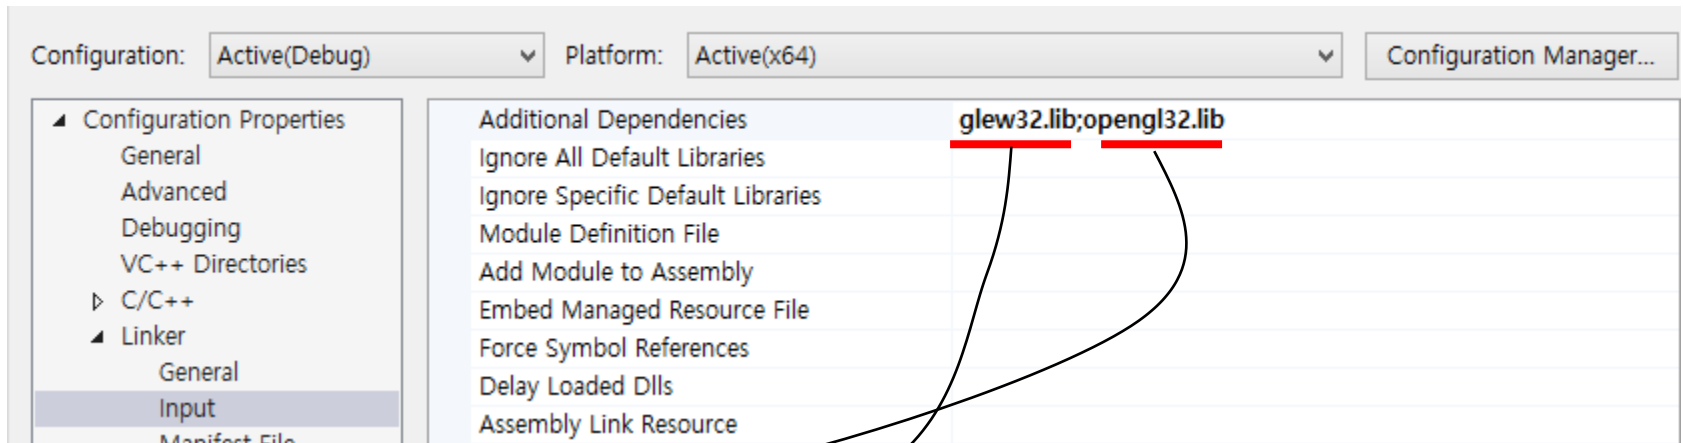 Configuration: Active(Debug) Platform: Active(x64) Configuration Manager...
Configuration Properties
General
Advanced
Debugging
VC++ Directories
C/C++
Linker
General
Input
Manifest File
Additional Dependencies glew32.lib;opengl32.lib
Ignore All Default Libraries
Ignore Specific Default Libraries
Module Definition File
Add Module to Assembly
Embed Managed Resource File
Force Symbol References
Delay Loaded Dlls
Assembly Link Resource